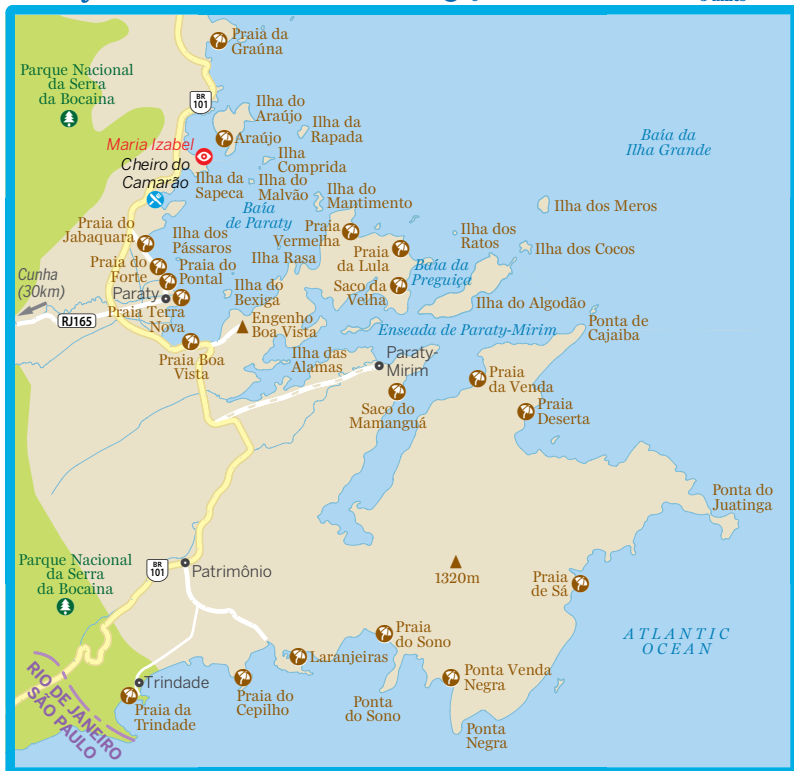 Praia da
Graúna
Parque Nacional
da Serra
da Bocaina
BR
101
Ilha do
Araújo
Araújo
Ilha da
Rapada
Baía da
Ilha Grande
Maria Izabel
Cheiro do
Camarão
Ilha
Comprida
Ilha da
Sapeca
Ilha do
Malvão
Ilha do
Mantimento
Baía
de Paraty
Ilha dos Meros
Praia do
Jabaquara
Ilha dos
Pássaros
Praia
Vermelha
Ilha dos
Ratos
Ilha dos Cocos
Praia
da Lula
Ilha Rasa
Baía da
Preguiça
Praia do
Forte
Praia do
Pontal
Cunha
(30km)
Saco da
Velha
Paraty
Ilha do
Bexiga
Ilha do Algodão
RJ165
Praia Terra
Nova
Engenho
Boa Vista
Enseada de Paraty-Mirim
Ponta de
Cajaiba
Praia Boa
Vista
Ilha das
Alamas
Paraty-
Mirim
Praia
da Venda
Saco do
Mamanguá
Praia
Deserta
Ponta do
Juatinga
Parque Nacional
da Serra
da Bocaina
BR
101
Patrimônio
1320m
Praia
de Sá
Praia
do Sono
ATLANTIC
OCEAN
Laranjeiras
RIO DE JANEIRO
SÃO PAULO
Trindade
Ponta Venda
Negra
Praia da
Trindade
Praia do
Cepilho
Ponta
do Sono
Ponta
Negra